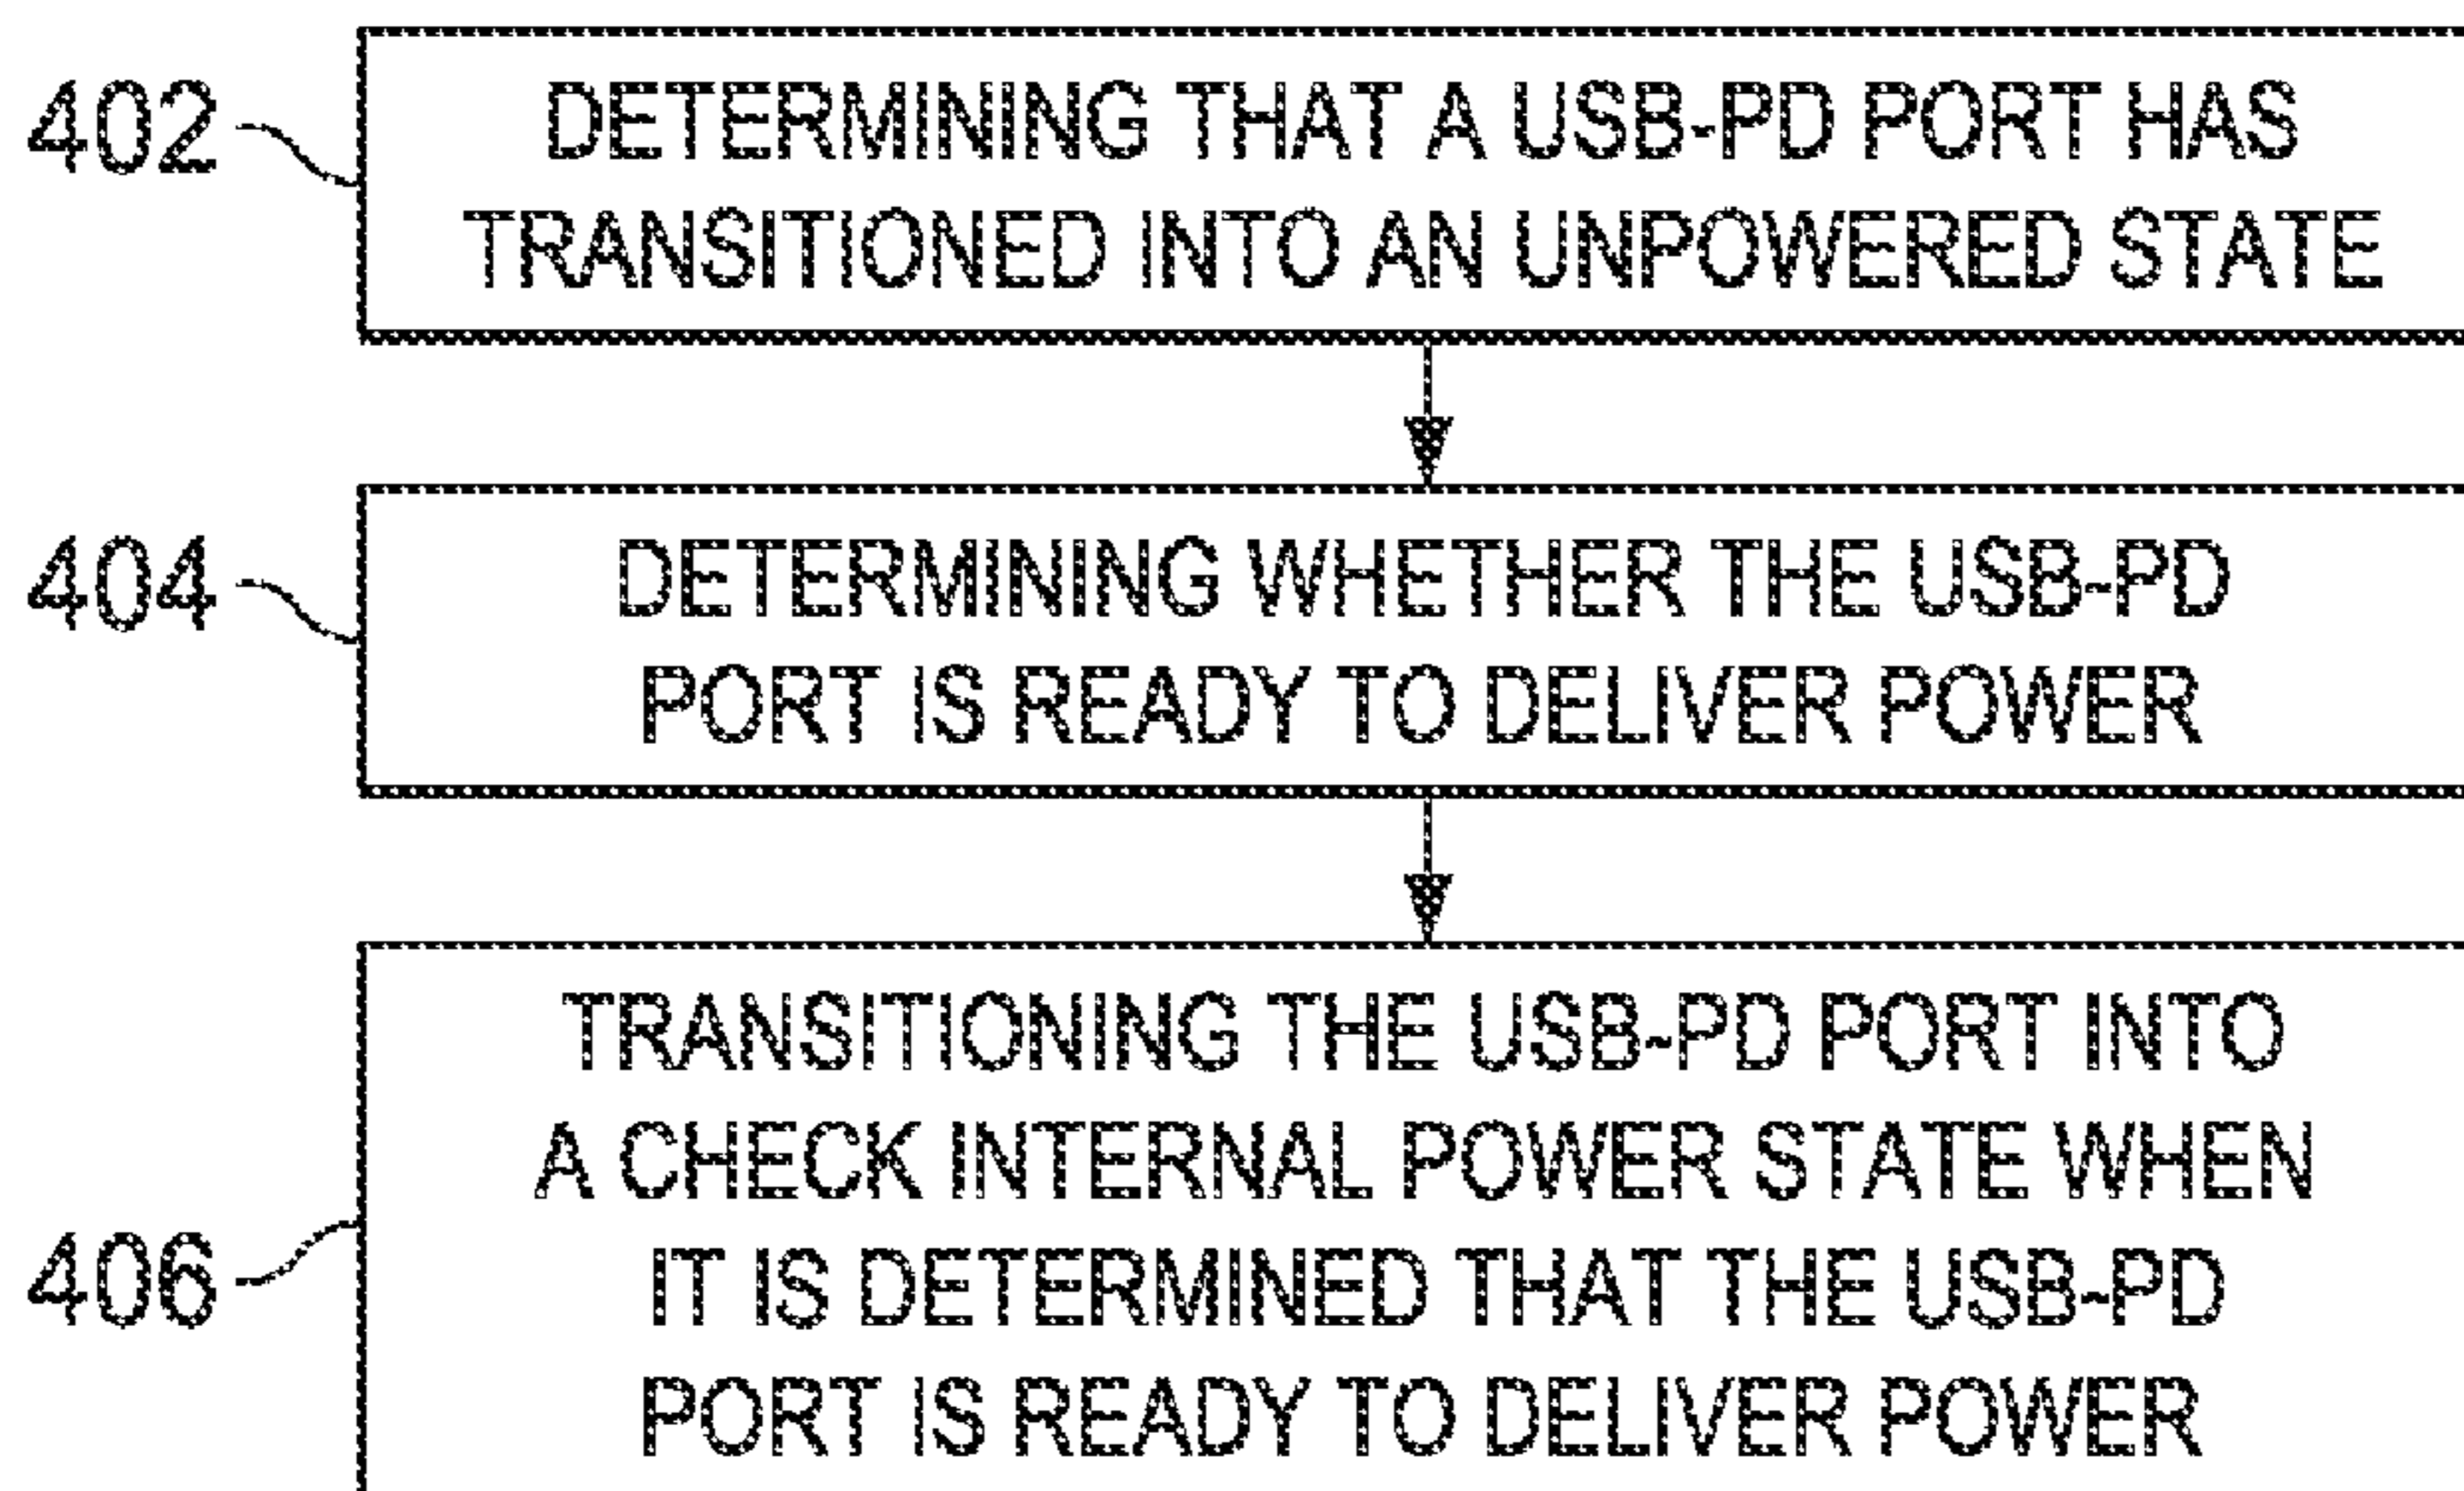 402
DETERMINING THAT A USB-PD PORT HAS
TRANSITIONED INTO AN UNPOWERED STATE
404
DETERMINING WHETHER THE USB-PD
PORT IS READY TO DELIVER POWER
406
TRANSITIONING THE USB-PD PORT INTO
A CHECK INTERNAL POWER STATE WHEN
IT IS DETERMINED THAT THE USB-PD
PORT IS READY TO DELIVER POWER